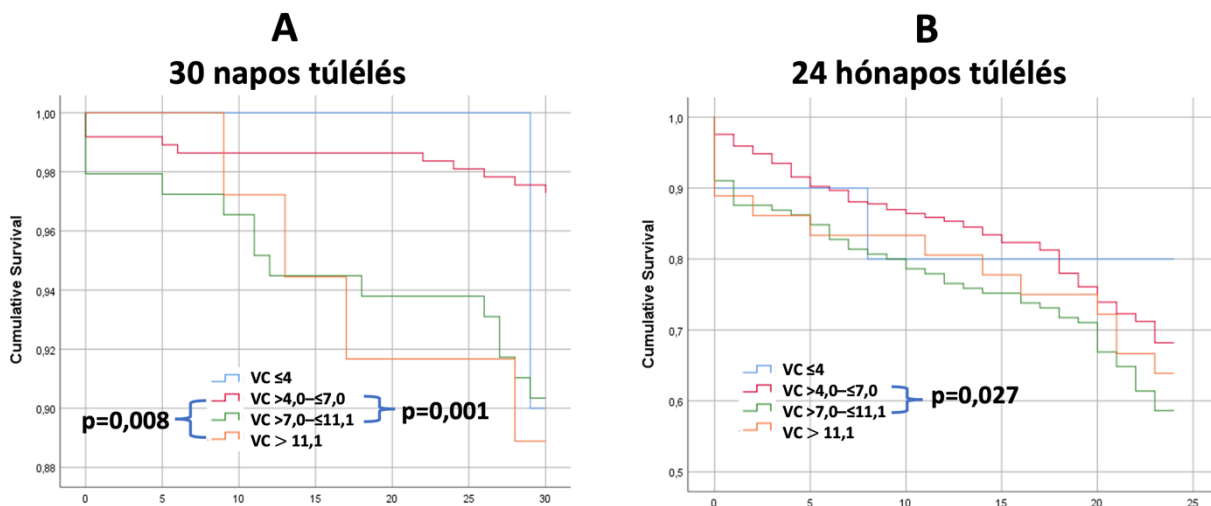 A
30 napos túlélés
Cumulative Survival
1,00
0,98
0,96
0,94
0,92
0,90
0,88
VC ≤4
VC >4,0–≤7,0
VC >7,0–≤11,1
VC > 11,1
p=0,008
p=0,001
0 5 10 15 20 25 30
B
24 hónapos túlélés
Cumulative Survival
1,0
0,9
0,8
0,7
0,6
0,5
VC ≤4
VC >4,0–≤7,0
VC >7,0–≤11,1
VC > 11,1
p=0,027
0 5 10 15 20 25